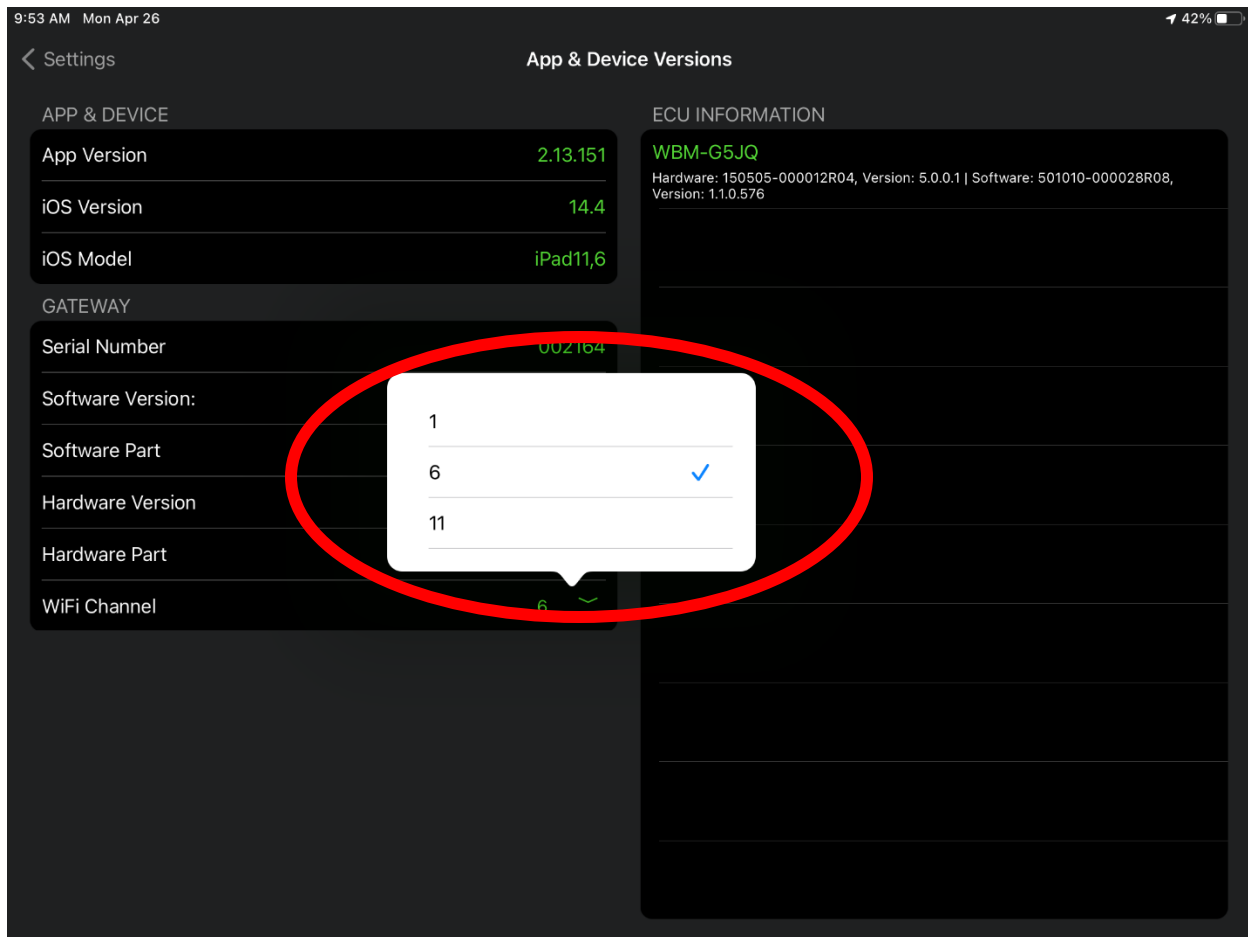 9:53 AM Mon Apr 26
42%
Settings
App & Device Versions
APP & DEVICE
App Version 2.13.151
iOS Version 14.4
iOS Model iPad11,6
GATEWAY
Serial Number 002164
Software Version:
Software Part
Hardware Version
Hardware Part
WiFi Channel 6
1
6
11
ECU INFORMATION
WBM-G5JQ
Hardware: 150505-000012R04, Version: 5.0.0.1 | Software: 501010-000028R08,
Version: 1.1.0.576